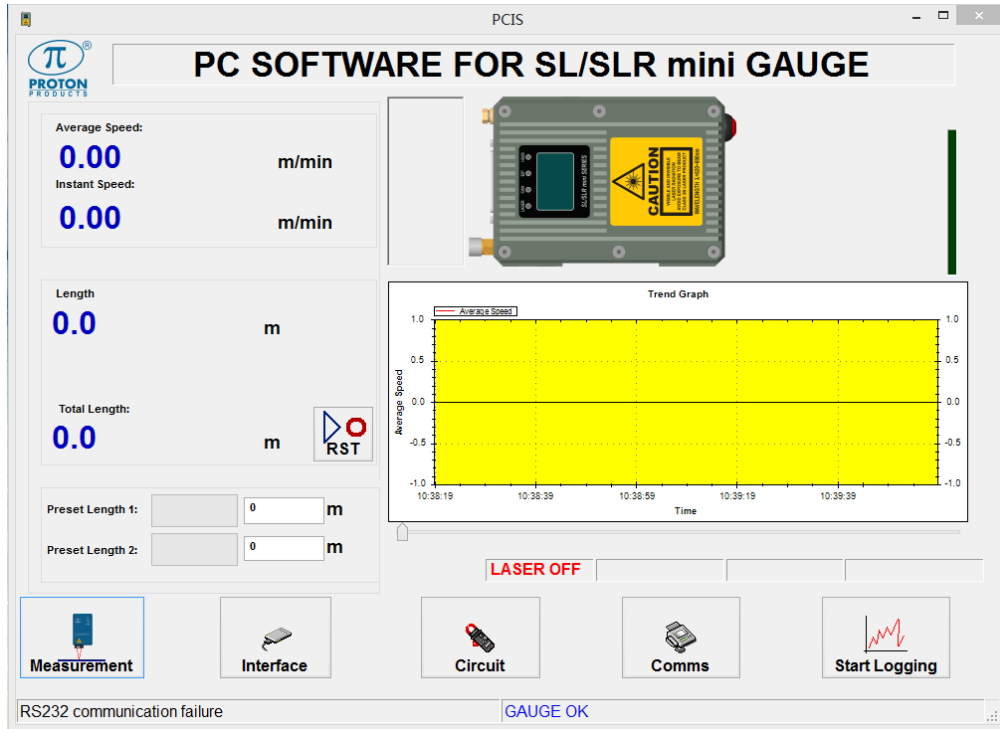 PCIS
π®
PROTON
PRODUCTS
PC SOFTWARE FOR SL/SLR mini GAUGE
Average Speed:
0.00 m/min
Instant Speed:
0.00 m/min
Length
0.0 m
Total Length:
0.0 m
RST
Preset Length 1: 0 m
Preset Length 2: 0 m
SL/SLR mini SERIES
CAUTION
Trend Graph
Average Speed
1.0 1.0
0.5 0.5
0.0 0.0
-0.5 -0.5
-1.0 -1.0
Average Speed
10:38:19 10:38:39 10:38:59 10:39:19 10:39:39
Time
LASER OFF
Measurement Interface Circuit Comms Start Logging
RS232 communication failure GAUGE OK